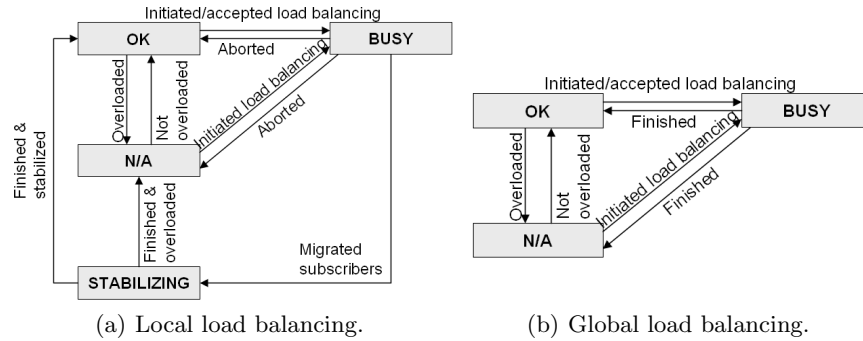 Initiated/accepted load balancing
OK
BUSY
Aborted
Overloaded
Not
overloaded
Initiated load balancing
Aborted
N/A
Finished &
stabilized
Finished &
overloaded
Migrated
subscribers
STABILIZING
(a) Local load balancing.
Initiated/accepted load balancing
OK
BUSY
Finished
Overloaded
Not
overloaded
Initiated load balancing
Finished
N/A
(b) Global load balancing.